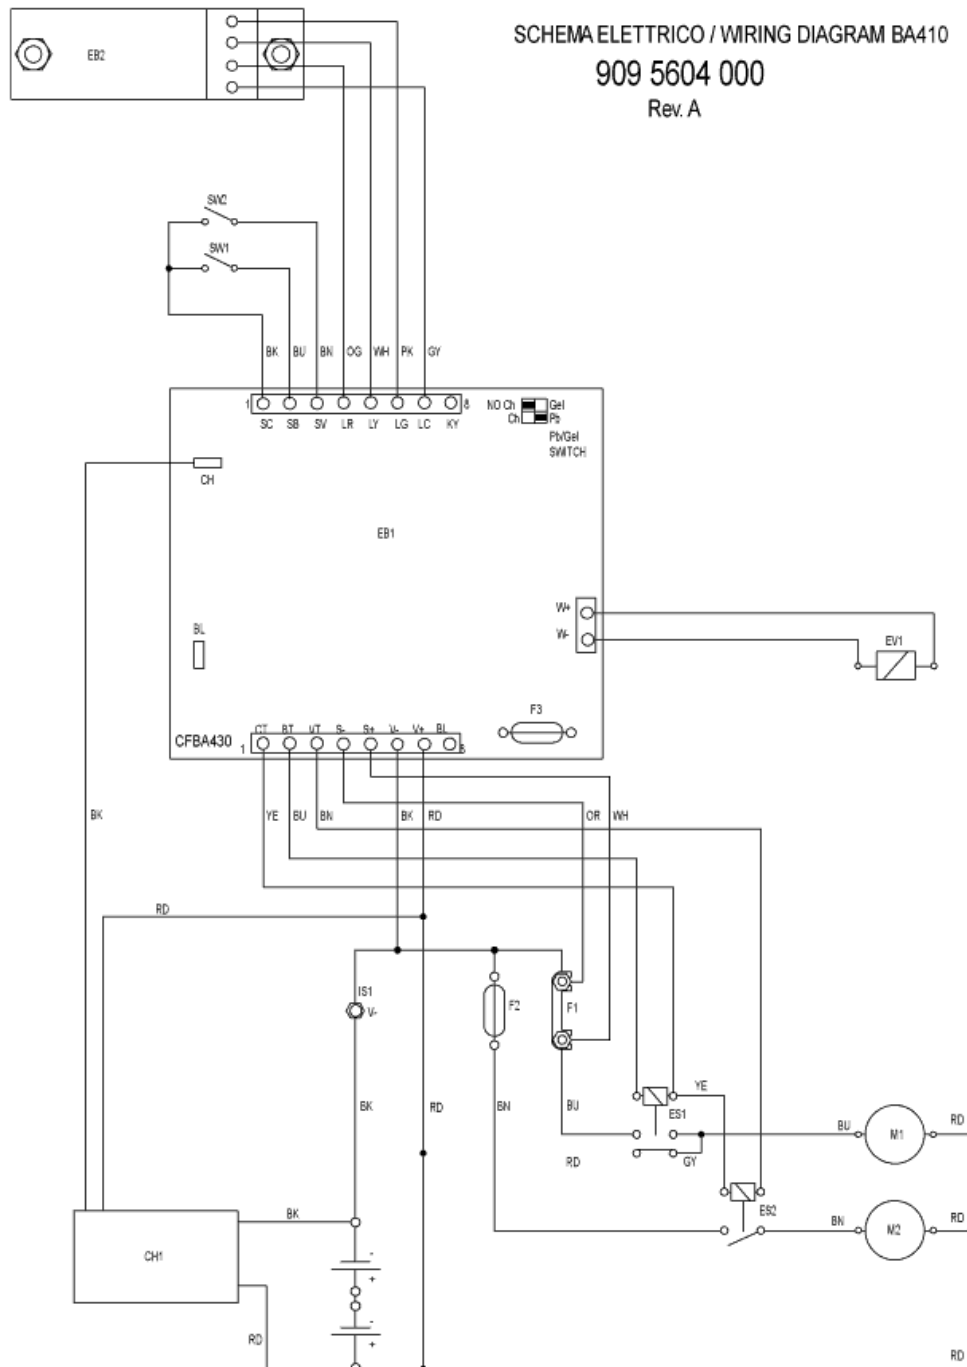 SCHEMA ELETTRICO / WIRING DIAGRAM BA410
909 5604 000
Rev. A
EB2
SW2
SW1
BK BU BN OG WH PK GY
1 8
SC SB SV LR LY LG LC KY
NO Ch Gel
Ch Pb
Pb/Gel
SWITCH
CH
EB1
W+
W-
EV1
BL
F3
CT BT VT S- S+ V- V+ BL
CFBA430 1 8
BK
YE BU BN BK RD OR WH
RD
IS1
V-
F2
F1
BK RD BN BU
YE
ES1
RD GY
BU M1 RD
ES2
BN M2 RD
BK
CH1
-
+
-
+
RD
RD